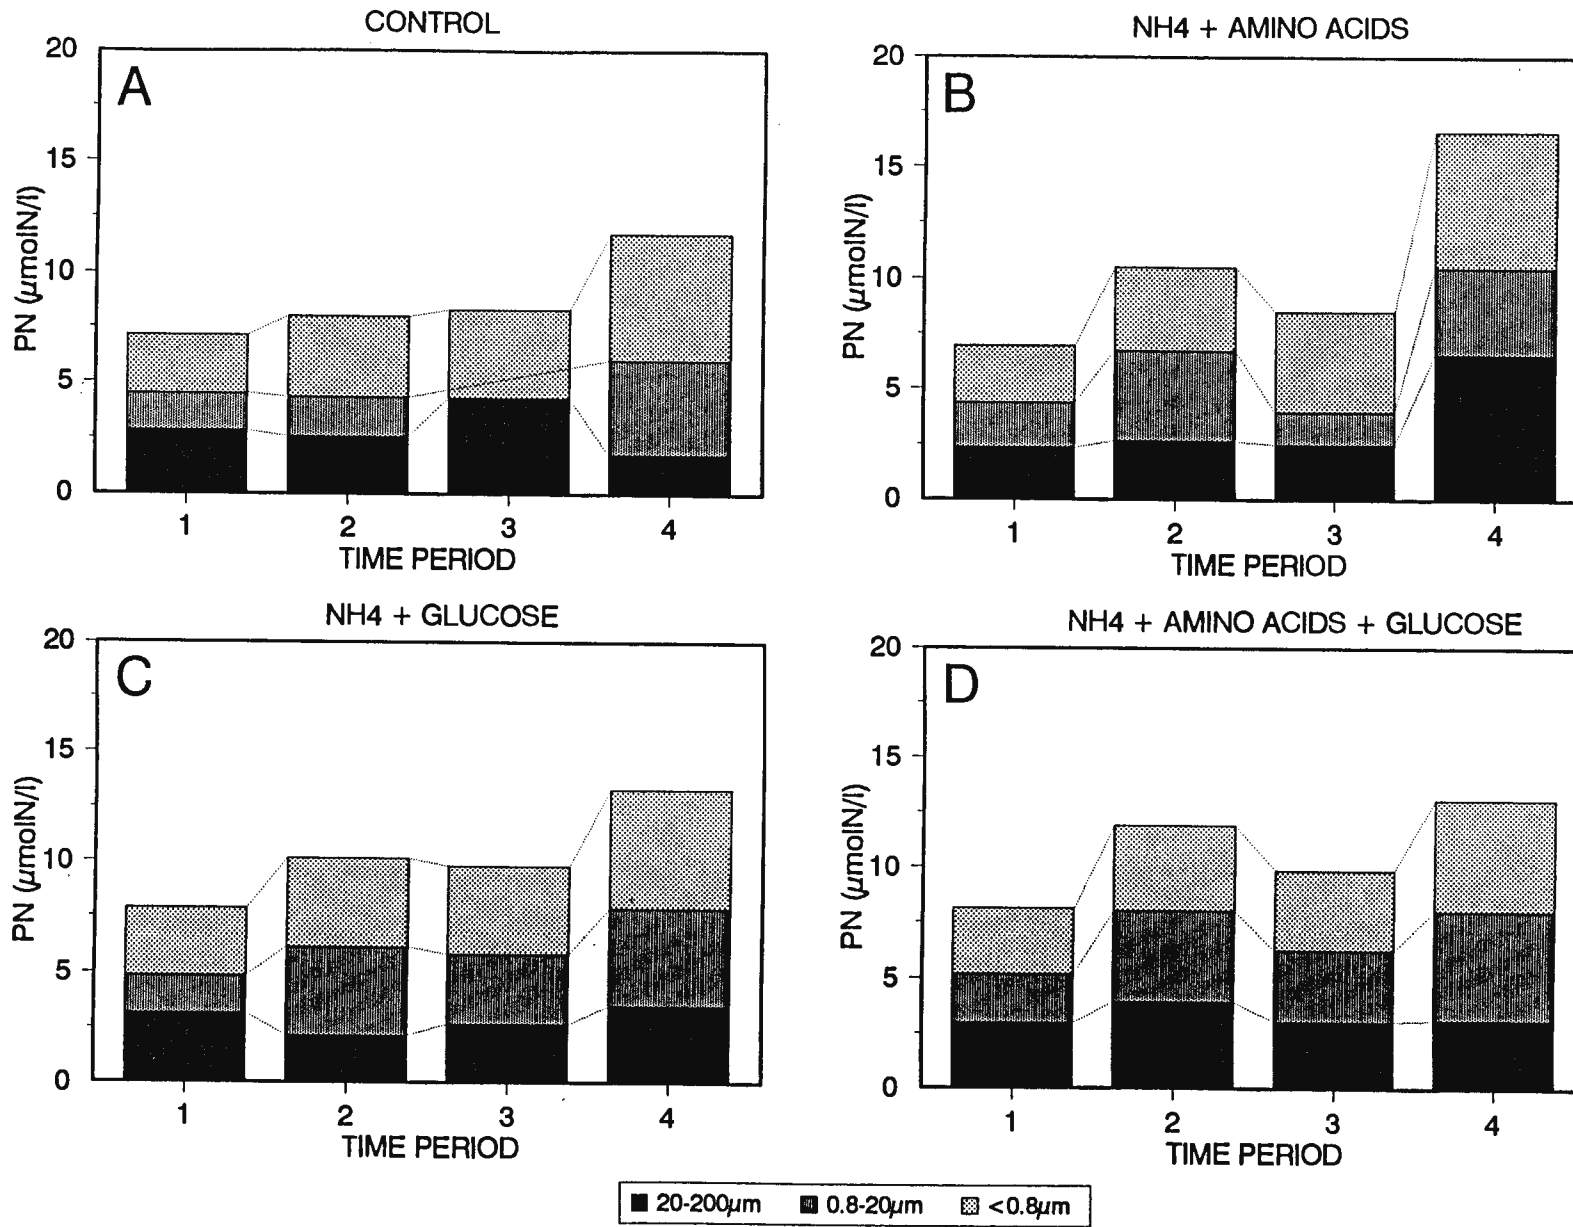 CONTROL
A
20
15
10
5
0
PN (µmolN/l)
1 2 3 4
TIME PERIOD
NH4 + AMINO ACIDS
B
20
15
10
5
0
PN (µmolN/l)
1 2 3 4
TIME PERIOD
NH4 + GLUCOSE
C
20
15
10
5
0
PN (µmolN/l)
1 2 3 4
TIME PERIOD
NH4 + AMINO ACIDS + GLUCOSE
D
20
15
10
5
0
PN (µmolN/l)
1 2 3 4
TIME PERIOD
20-200µm 0.8-20µm <0.8µm